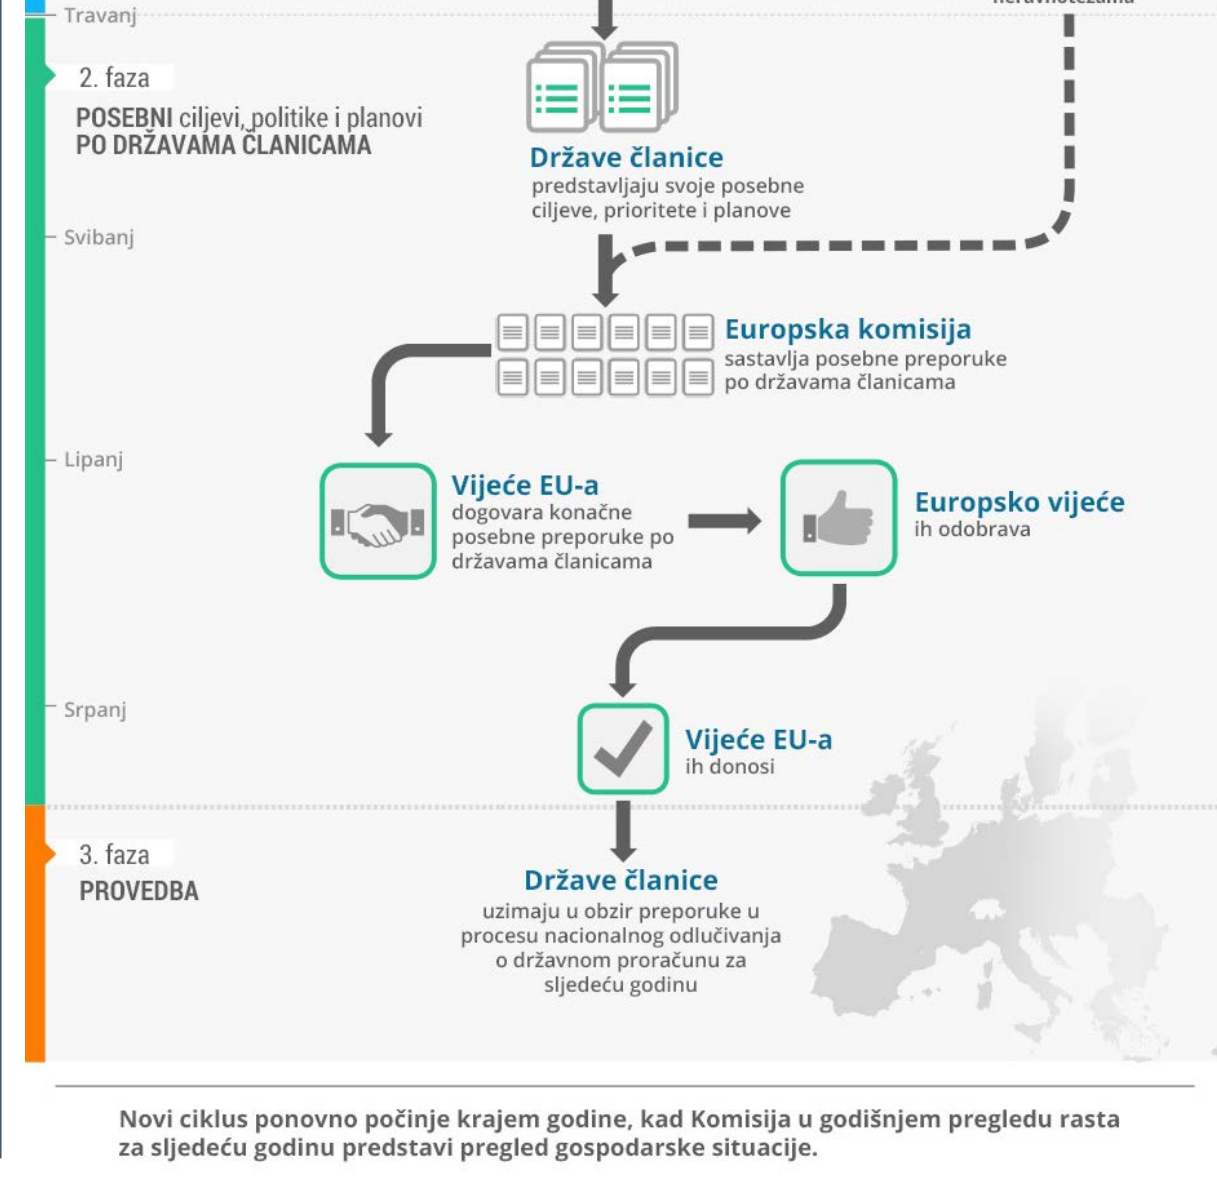 neravnotežama
Travanj
2. faza
POSEBNI ciljevi, politike i planovi
PO DRŽAVAMA ČLANICAMA
Države članice
predstavljaju svoje posebne
ciljeve, prioritete i planove
Svibanj
Europska komisija
sastavlja posebne preporuke
po državama članicama
Lipanj
Vijeće EU-a
dogovara konačne
posebne preporuke po
državama članicama
Europsko vijeće
ih odobrava
Srpanj
Vijeće EU-a
ih donosi
3. faza
PROVEDBA
Države članice
uzimaju u obzir preporuke u
procesu nacionalnog odlučivanja
o državnom proračunu za
sljedeću godinu
Novi ciklus ponovno počinje krajem godine, kad Komisija u godišnjem pregledu rasta
za sljedeću godinu predstavi pregled gospodarske situacije.